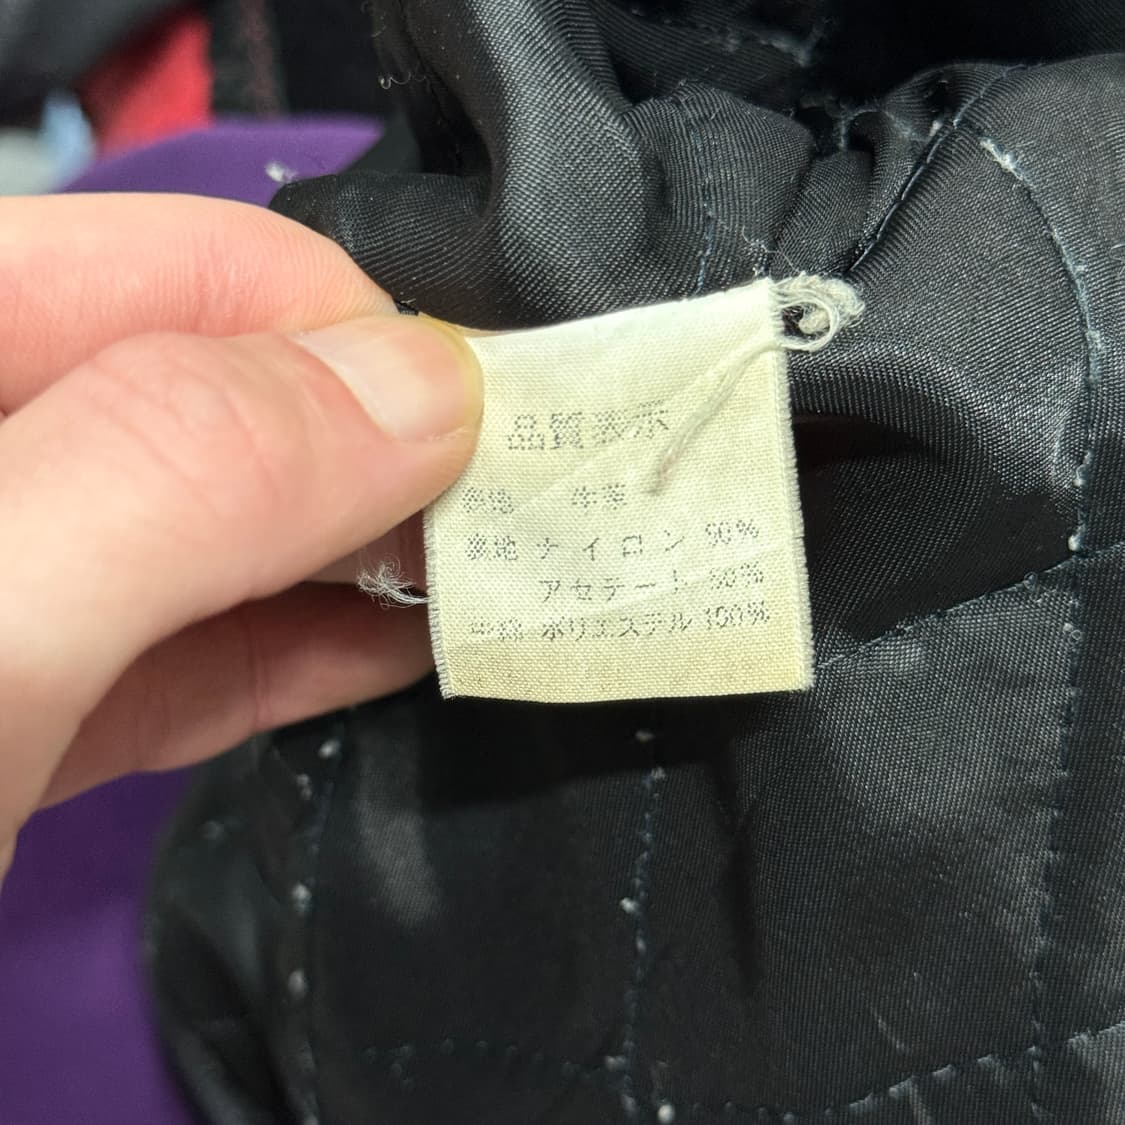 品質表示
表地 牛革
裏地 ナイロン 50%
アセテート 50%
中綿 ポリエステル 100%